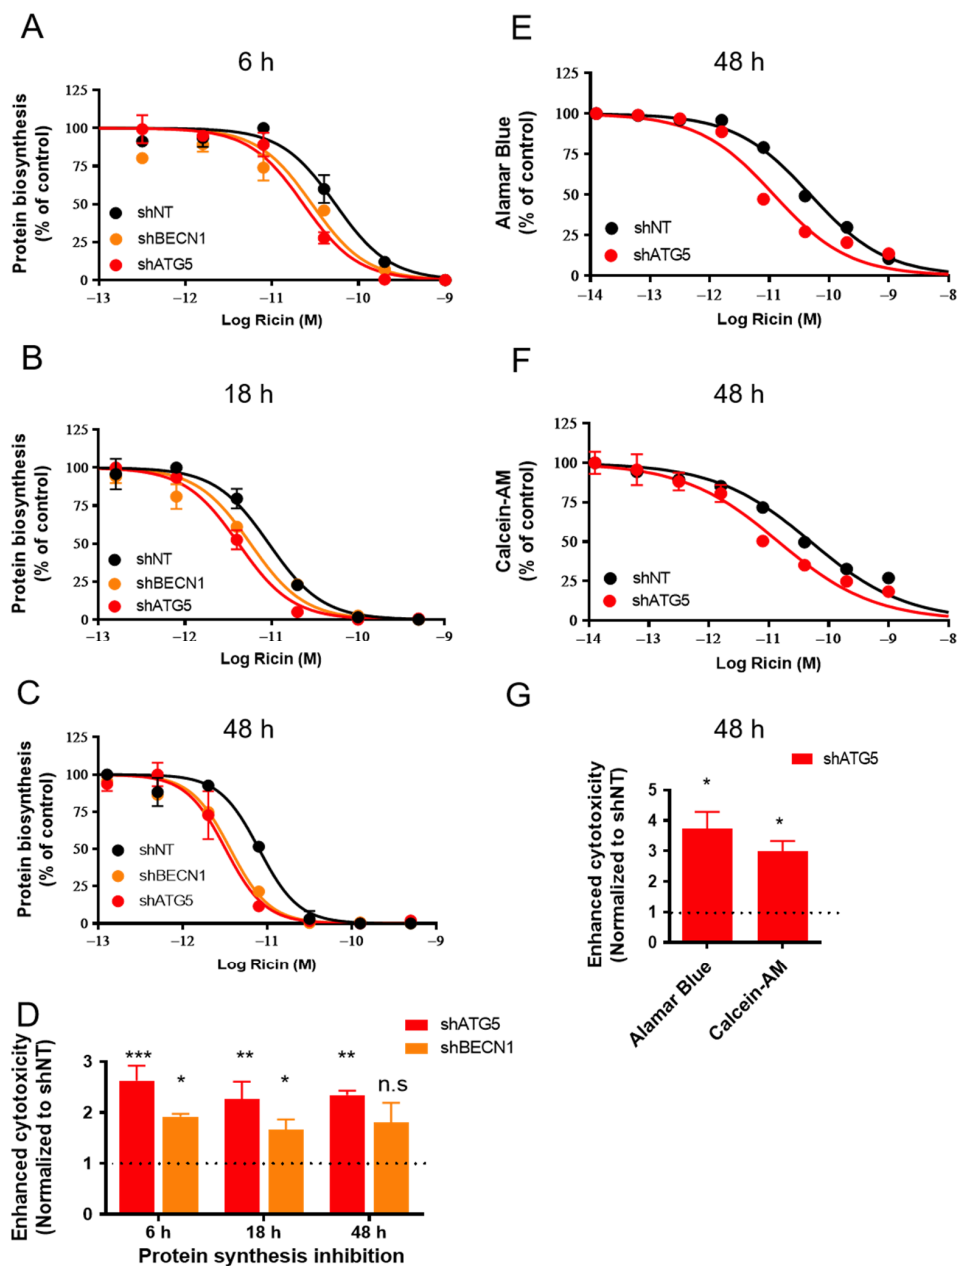 A
6 h
Protein biosynthesis
(% of control)
125
100
75
50
25
0
shNT
shBECN1
shATG5
−13
−12
−11
−10
−9
Log Ricin (M)
B
18 h
Protein biosynthesis
(% of control)
125
100
75
50
25
0
shNT
shBECN1
shATG5
−13
−12
−11
−10
−9
Log Ricin (M)
C
48 h
Protein biosynthesis
(% of control)
125
100
75
50
25
0
shNT
shBECN1
shATG5
−13
−12
−11
−10
−9
Log Ricin (M)
D
shATG5
shBECN1
Enhanced cytotoxicity
(Normalized to shNT)
3
2
1
0
***
*
**
*
**
n.s
6 h
18 h
48 h
Protein synthesis inhibition
E
48 h
Alamar Blue
(% of control)
125
100
75
50
25
0
shNT
shATG5
−14
−13
−12
−11
−10
−9
−8
Log Ricin (M)
F
48 h
Calcein-AM
(% of control)
125
100
75
50
25
0
shNT
shATG5
−14
−13
−12
−11
−10
−9
−8
Log Ricin (M)
G
48 h
shATG5
Enhanced cytotoxicity
(Normalized to shNT)
5
4
3
2
1
0
*
*
Alamar Blue
Calcein-AM